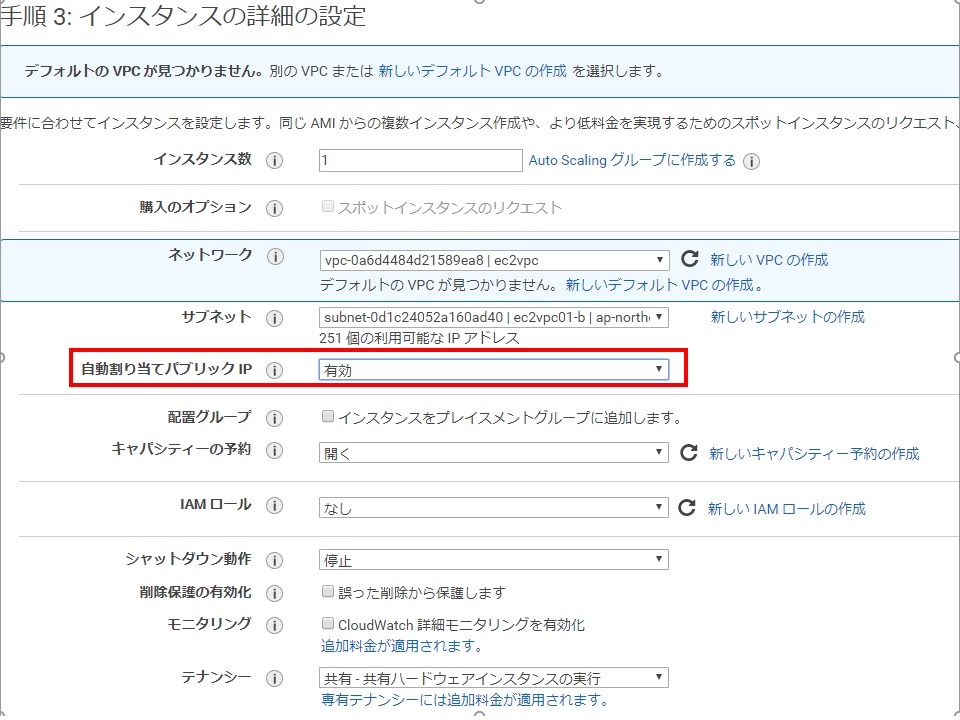 手順 3: インスタンスの詳細の設定
デフォルトの VPC が見つかりません。別の VPC または 新しいデフォルト VPC の作成 を選択します。
要件に合わせてインスタンスを設定します。同じ AMI からの複数インスタンス作成や、より低料金を実現するためのスポットインスタンスのリクエスト、
インスタンス数 i 1 Auto Scaling グループに作成する i
購入のオプション i スポットインスタンスのリクエスト
ネットワーク i vpc-0a6d4484d21589ea8 | ec2vpc 新しい VPC の作成
デフォルトの VPC が見つかりません。新しいデフォルト VPC の作成。
サブネット i subnet-0d1c24052a160ad40 | ec2vpc01-b | ap-northe 新しいサブネットの作成
251 個の利用可能な IP アドレス
自動割り当てパブリック IP i 有効
配置グループ i インスタンスをプレイスメントグループに追加します。
キャパシティーの予約 i 開く 新しいキャパシティー予約の作成
IAM ロール i なし 新しい IAM ロールの作成
シャットダウン動作 i 停止
削除保護の有効化 i 誤った削除から保護します
モニタリング i CloudWatch 詳細モニタリングを有効化
追加料金が適用されます。
テナンシー i 共有 - 共有ハードウェアインスタンスの実行
専有テナンシーには追加料金が適用されます。